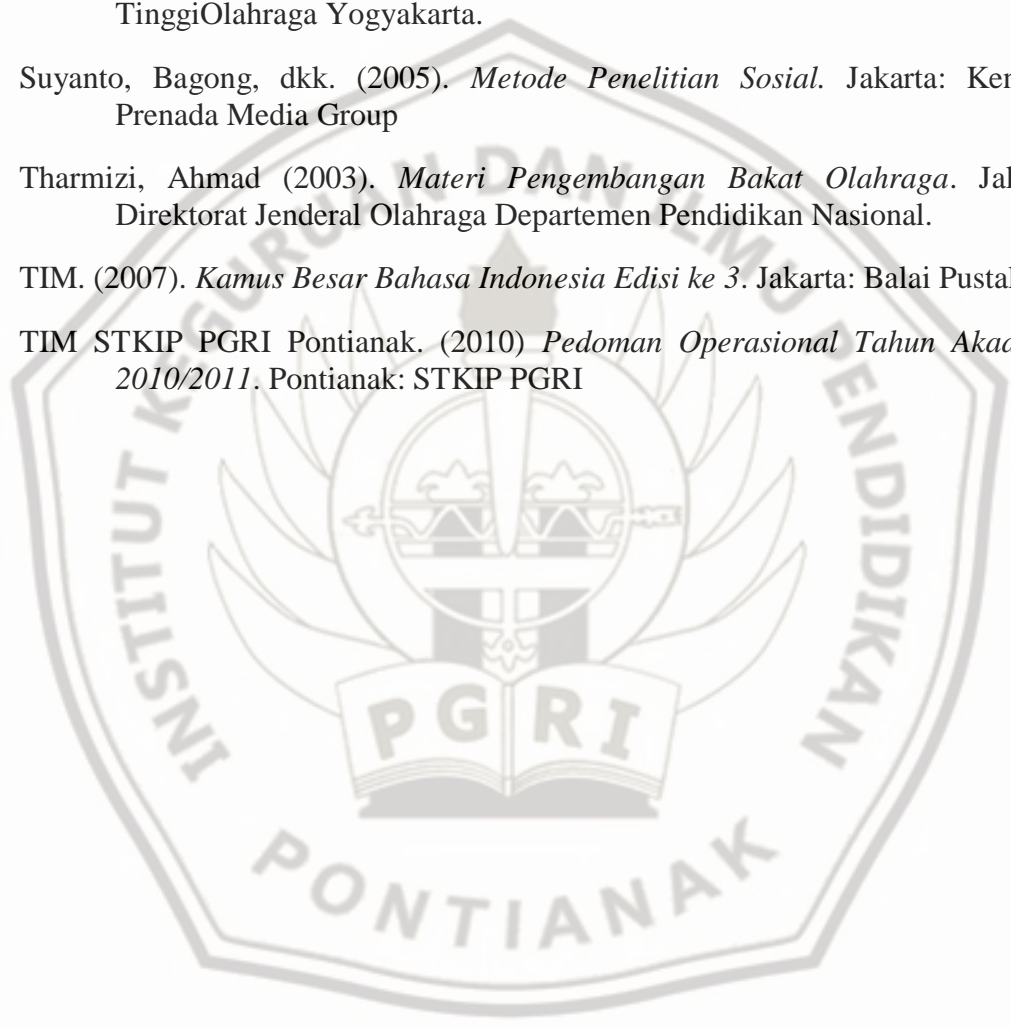 TinggiOlahraga Yogyakarta.
Suyanto, Bagong, dkk. (2005). Metode Penelitian Sosial. Jakarta:
Prenada Media Group
Tharmizi, Ahmad (2003). Materi Pengembangan Bakat Olahraga.
Direktorat Jenderal Olahraga Departemen Pendidikan Nasional.
TIM. (2007). Kamus Besar Bahasa Indonesia Edisi ke 3. Jakarta: Balai
TIM STKIP PGRI Pontianak. (2010) Pedoman Operasional Tahun
2010/2011. Pontianak: STKIP PGRI
INSTITUT KEGURUAN DAN ILMU PENDIDIKAN
PGRI
PONTIANAK